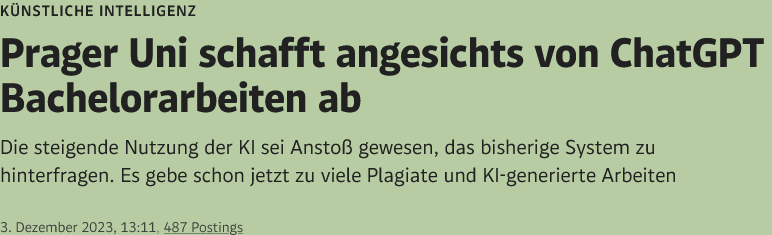 KÜNSTLICHE INTELLIGENZ
Prager Uni schafft angesichts von ChatGPT
Bachelorarbeiten ab
Die steigende Nutzung der KI sei Anstoß gewesen, das bisherige System zu
hinterfragen. Es gebe schon jetzt zu viele Plagiate und KI-generierte Arbeiten
3. Dezember 2023, 13:11, 487 Postings